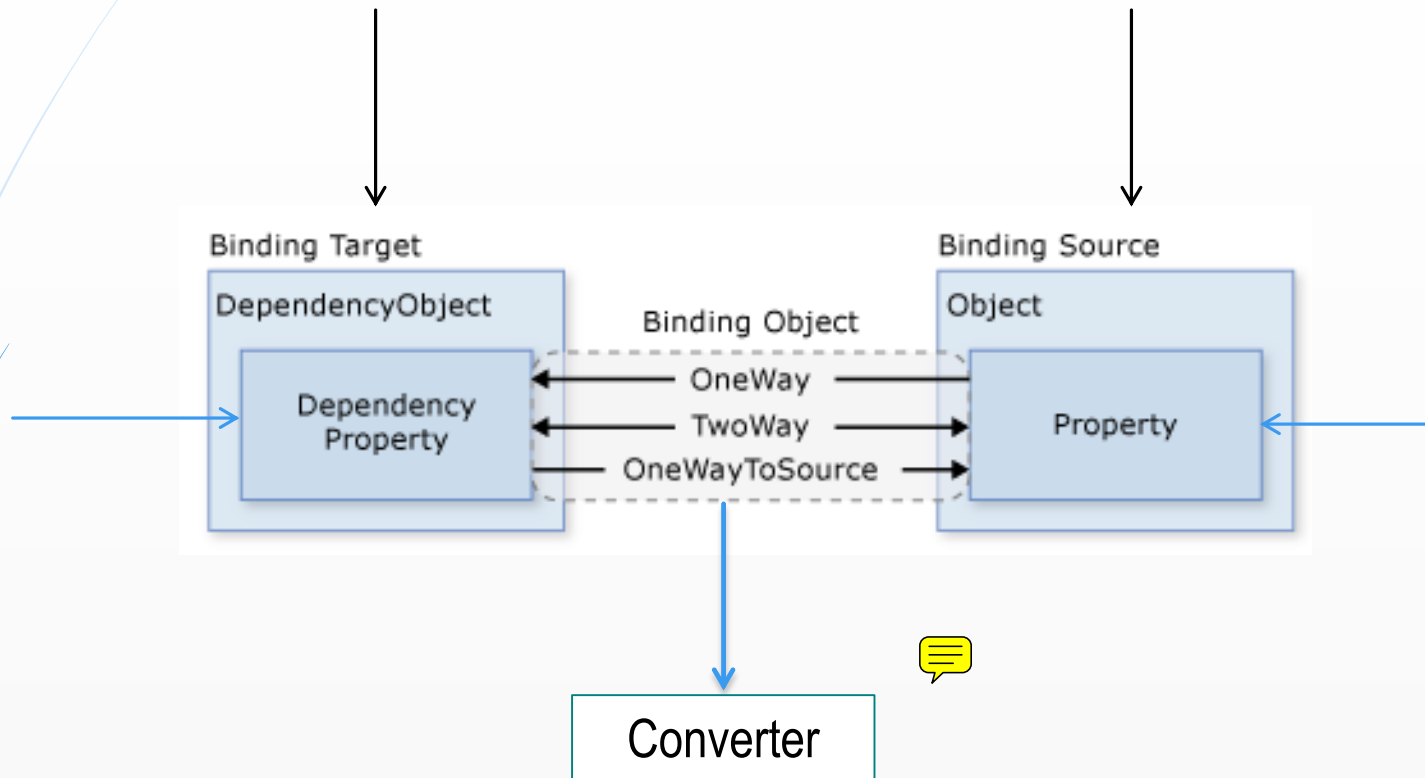 Binding Target
Binding Source
DependencyObject
Object
Binding Object
OneWay
Dependency
Property
TwoWay
Property
OneWayToSource
Converter